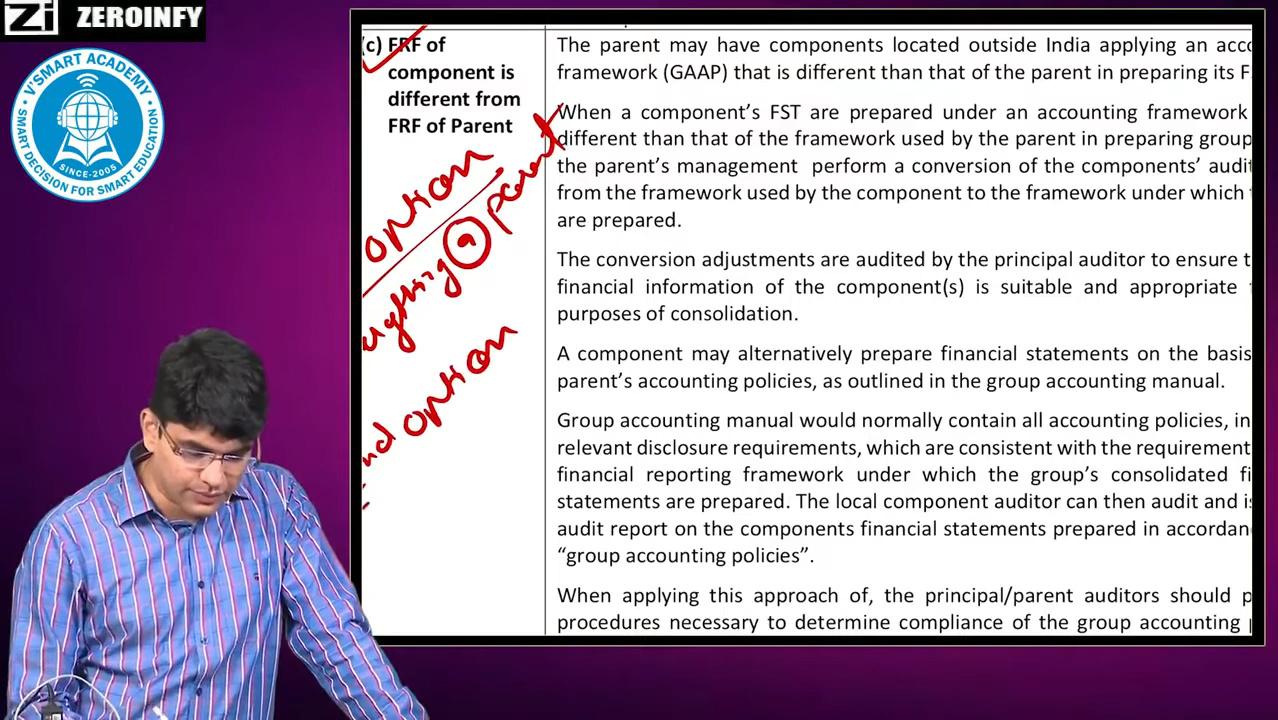 Zi ZEROINFY
V'SMART ACADEMY
SINCE-2005
SMART DECISION FOR SMART EDUCATION
(c) FRF of
component is
different from
FRF of Parent
option
@ parent
option
The parent may have components located outside India applying an acc
framework (GAAP) that is different than that of the parent in preparing its F
When a component's FST are prepared under an accounting framework
different than that of the framework used by the parent in preparing group
the parent's management perform a conversion of the components' audit
from the framework used by the component to the framework under which
are prepared.
The conversion adjustments are audited by the principal auditor to ensure t
financial information of the component(s) is suitable and appropriate
purposes of consolidation.
A component may alternatively prepare financial statements on the basis
parent's accounting policies, as outlined in the group accounting manual.
Group accounting manual would normally contain all accounting policies, in
relevant disclosure requirements, which are consistent with the requirement
financial reporting framework under which the group's consolidated fi
statements are prepared. The local component auditor can then audit and is
audit report on the components financial statements prepared in accordan
"group accounting policies".
When applying this approach of, the principal/parent auditors should p
procedures necessary to determine compliance of the group accounting